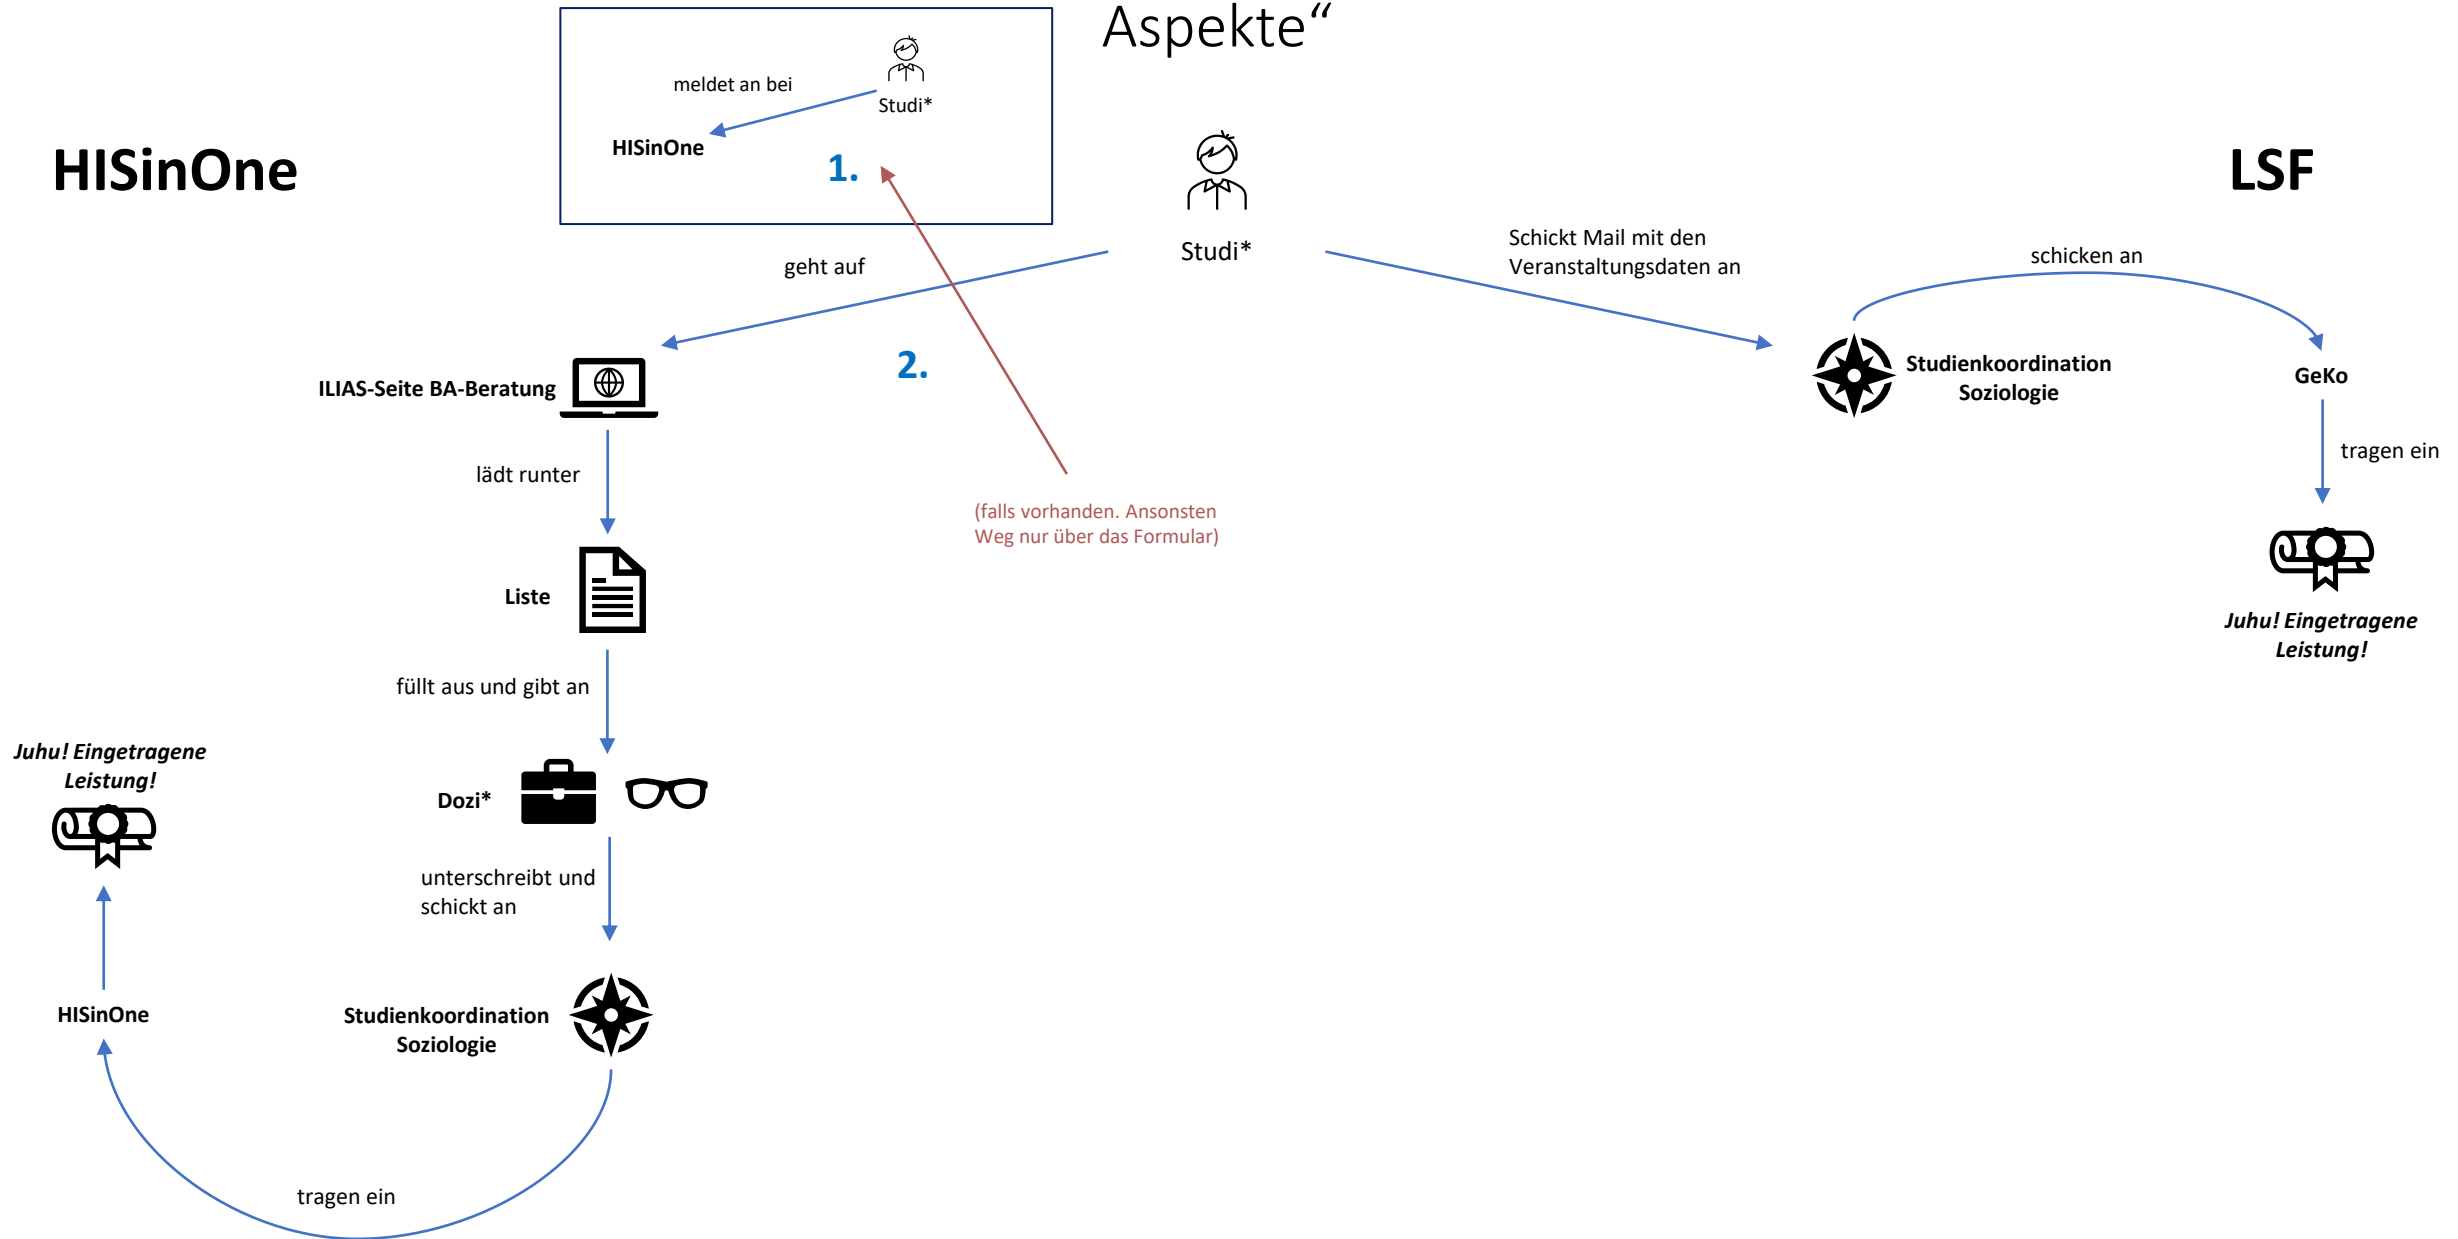 Aspekte“
meldet an bei
Studi*
HISinOne
1.
HISinOne
LSF
Studi*
geht auf
Schickt Mail mit den
Veranstaltungsdaten an
schicken an
2.
ILIAS-Seite BA-Beratung
Studienkoordination
Soziologie
GeKo
lädt runter
tragen ein
(falls vorhanden. Ansonsten
Weg nur über das Formular)
Liste
Juhu! Eingetragene
Leistung!
füllt aus und gibt an
Juhu! Eingetragene
Leistung!
Dozi*
unterschreibt und
schickt an
HISinOne
Studienkoordination
Soziologie
tragen ein